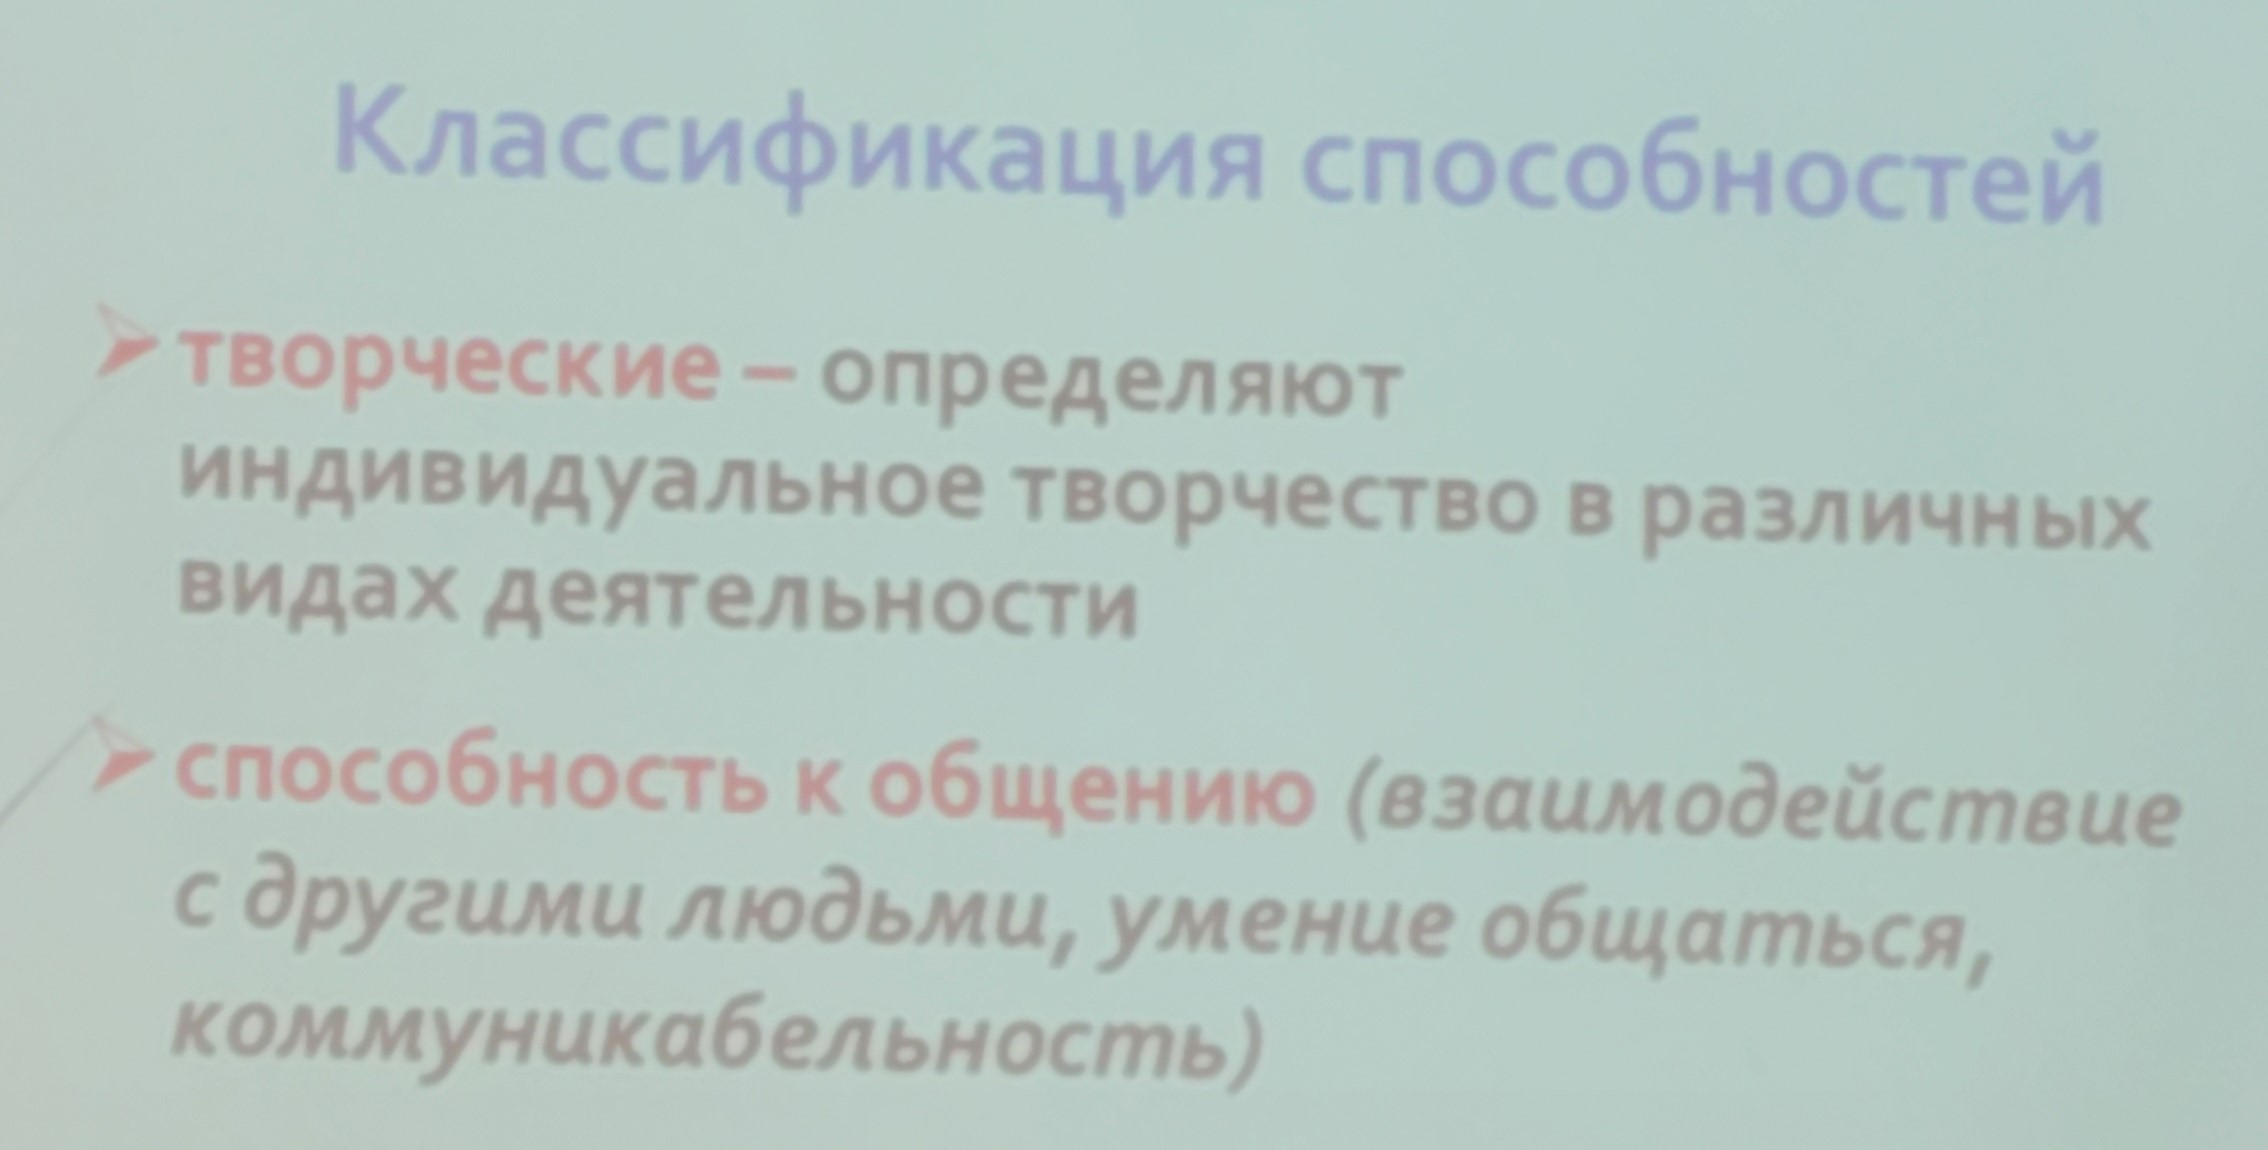 Классификация способностей
творческие – определяют
индивидуальное творчество в различных
видах деятельности
способность к общению (взаимодействие
с другими людьми, умение общаться,
коммуникабельность)